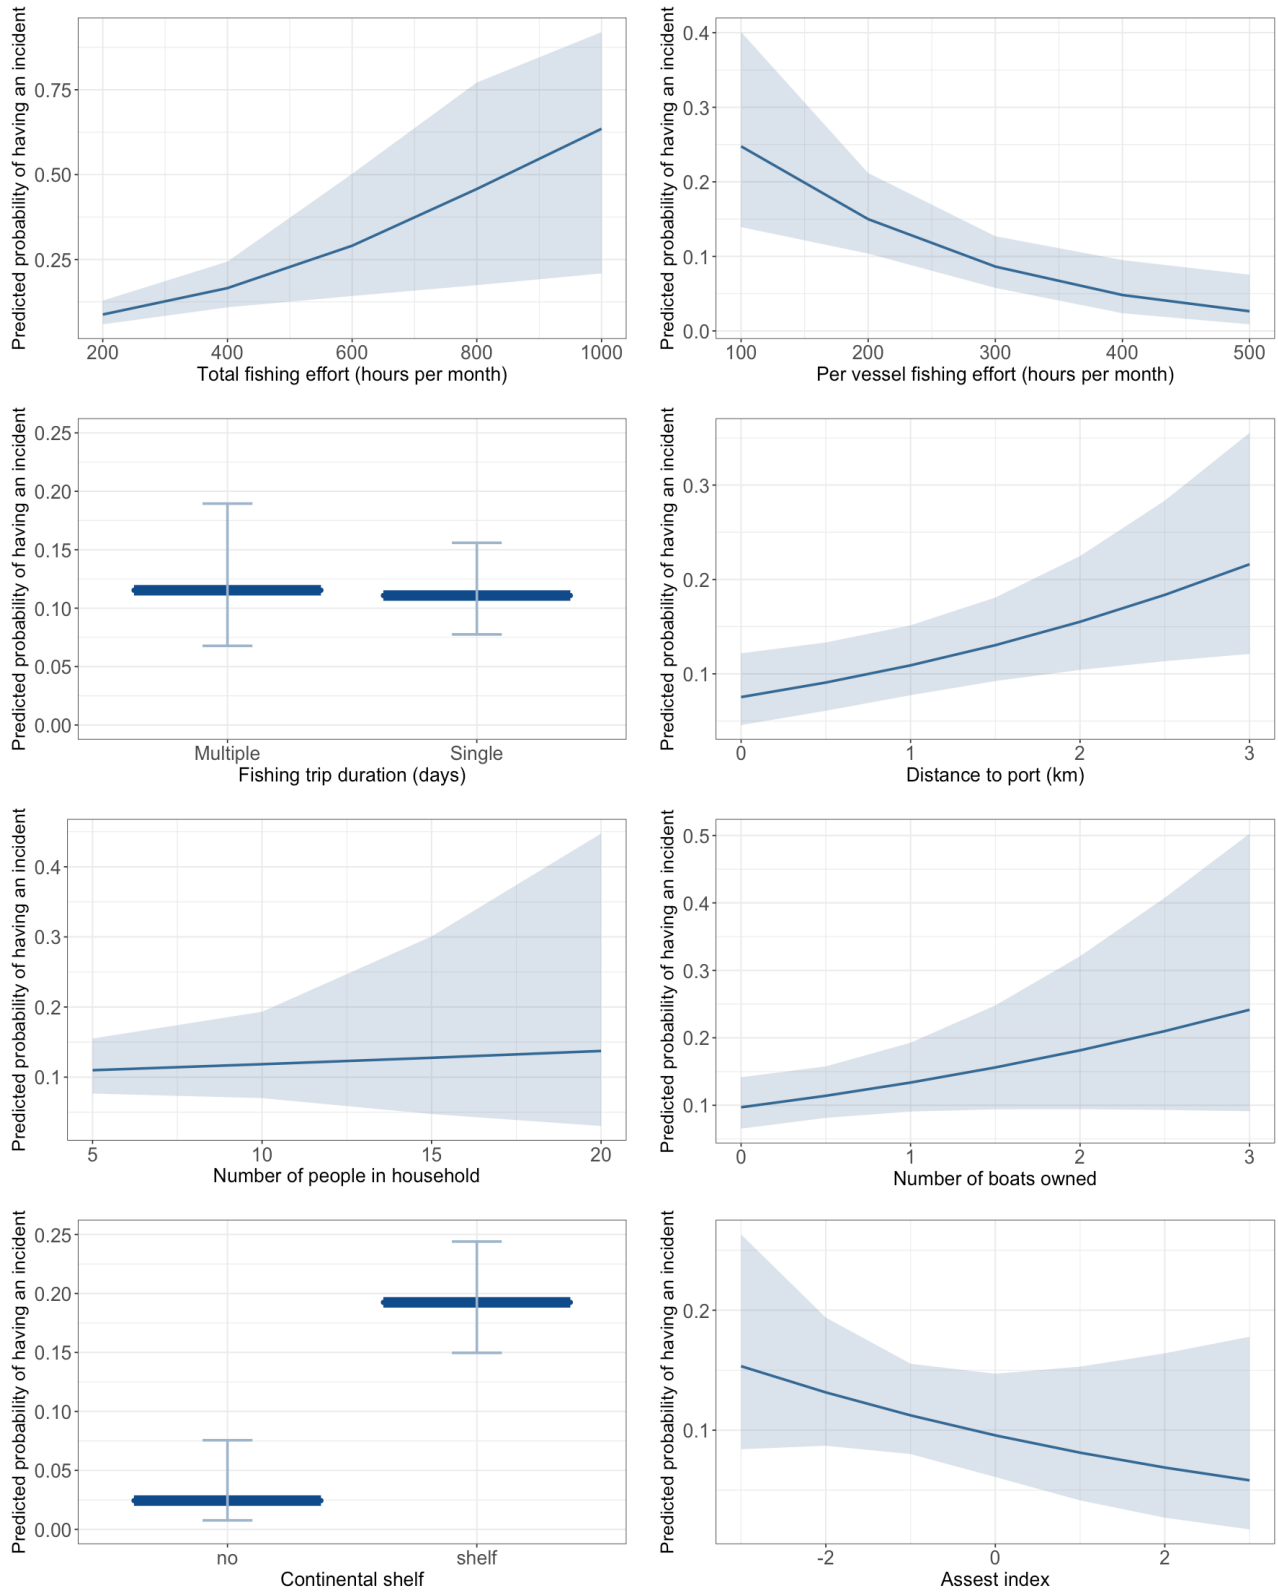 Predicted probability of having an incident
0.75
0.50
0.25
200 400 600 800 1000
Total fishing effort (hours per month)
Predicted probability of having an incident
0.4
0.3
0.2
0.1
0.0
100 200 300 400 500
Per vessel fishing effort (hours per month)
Predicted probability of having an incident
0.25
0.20
0.15
0.10
0.05
0.00
Multiple Single
Fishing trip duration (days)
Predicted probability of having an incident
0.3
0.2
0.1
0 1 2 3
Distance to port (km)
Predicted probability of having an incident
0.4
0.3
0.2
0.1
5 10 15 20
Number of people in household
Predicted probability of having an incident
0.5
0.4
0.3
0.2
0.1
0 1 2 3
Number of boats owned
Predicted probability of having an incident
0.25
0.20
0.15
0.10
0.05
0.00
no shelf
Continental shelf
Predicted probability of having an incident
0.2
0.1
-2 0 2
Assest index